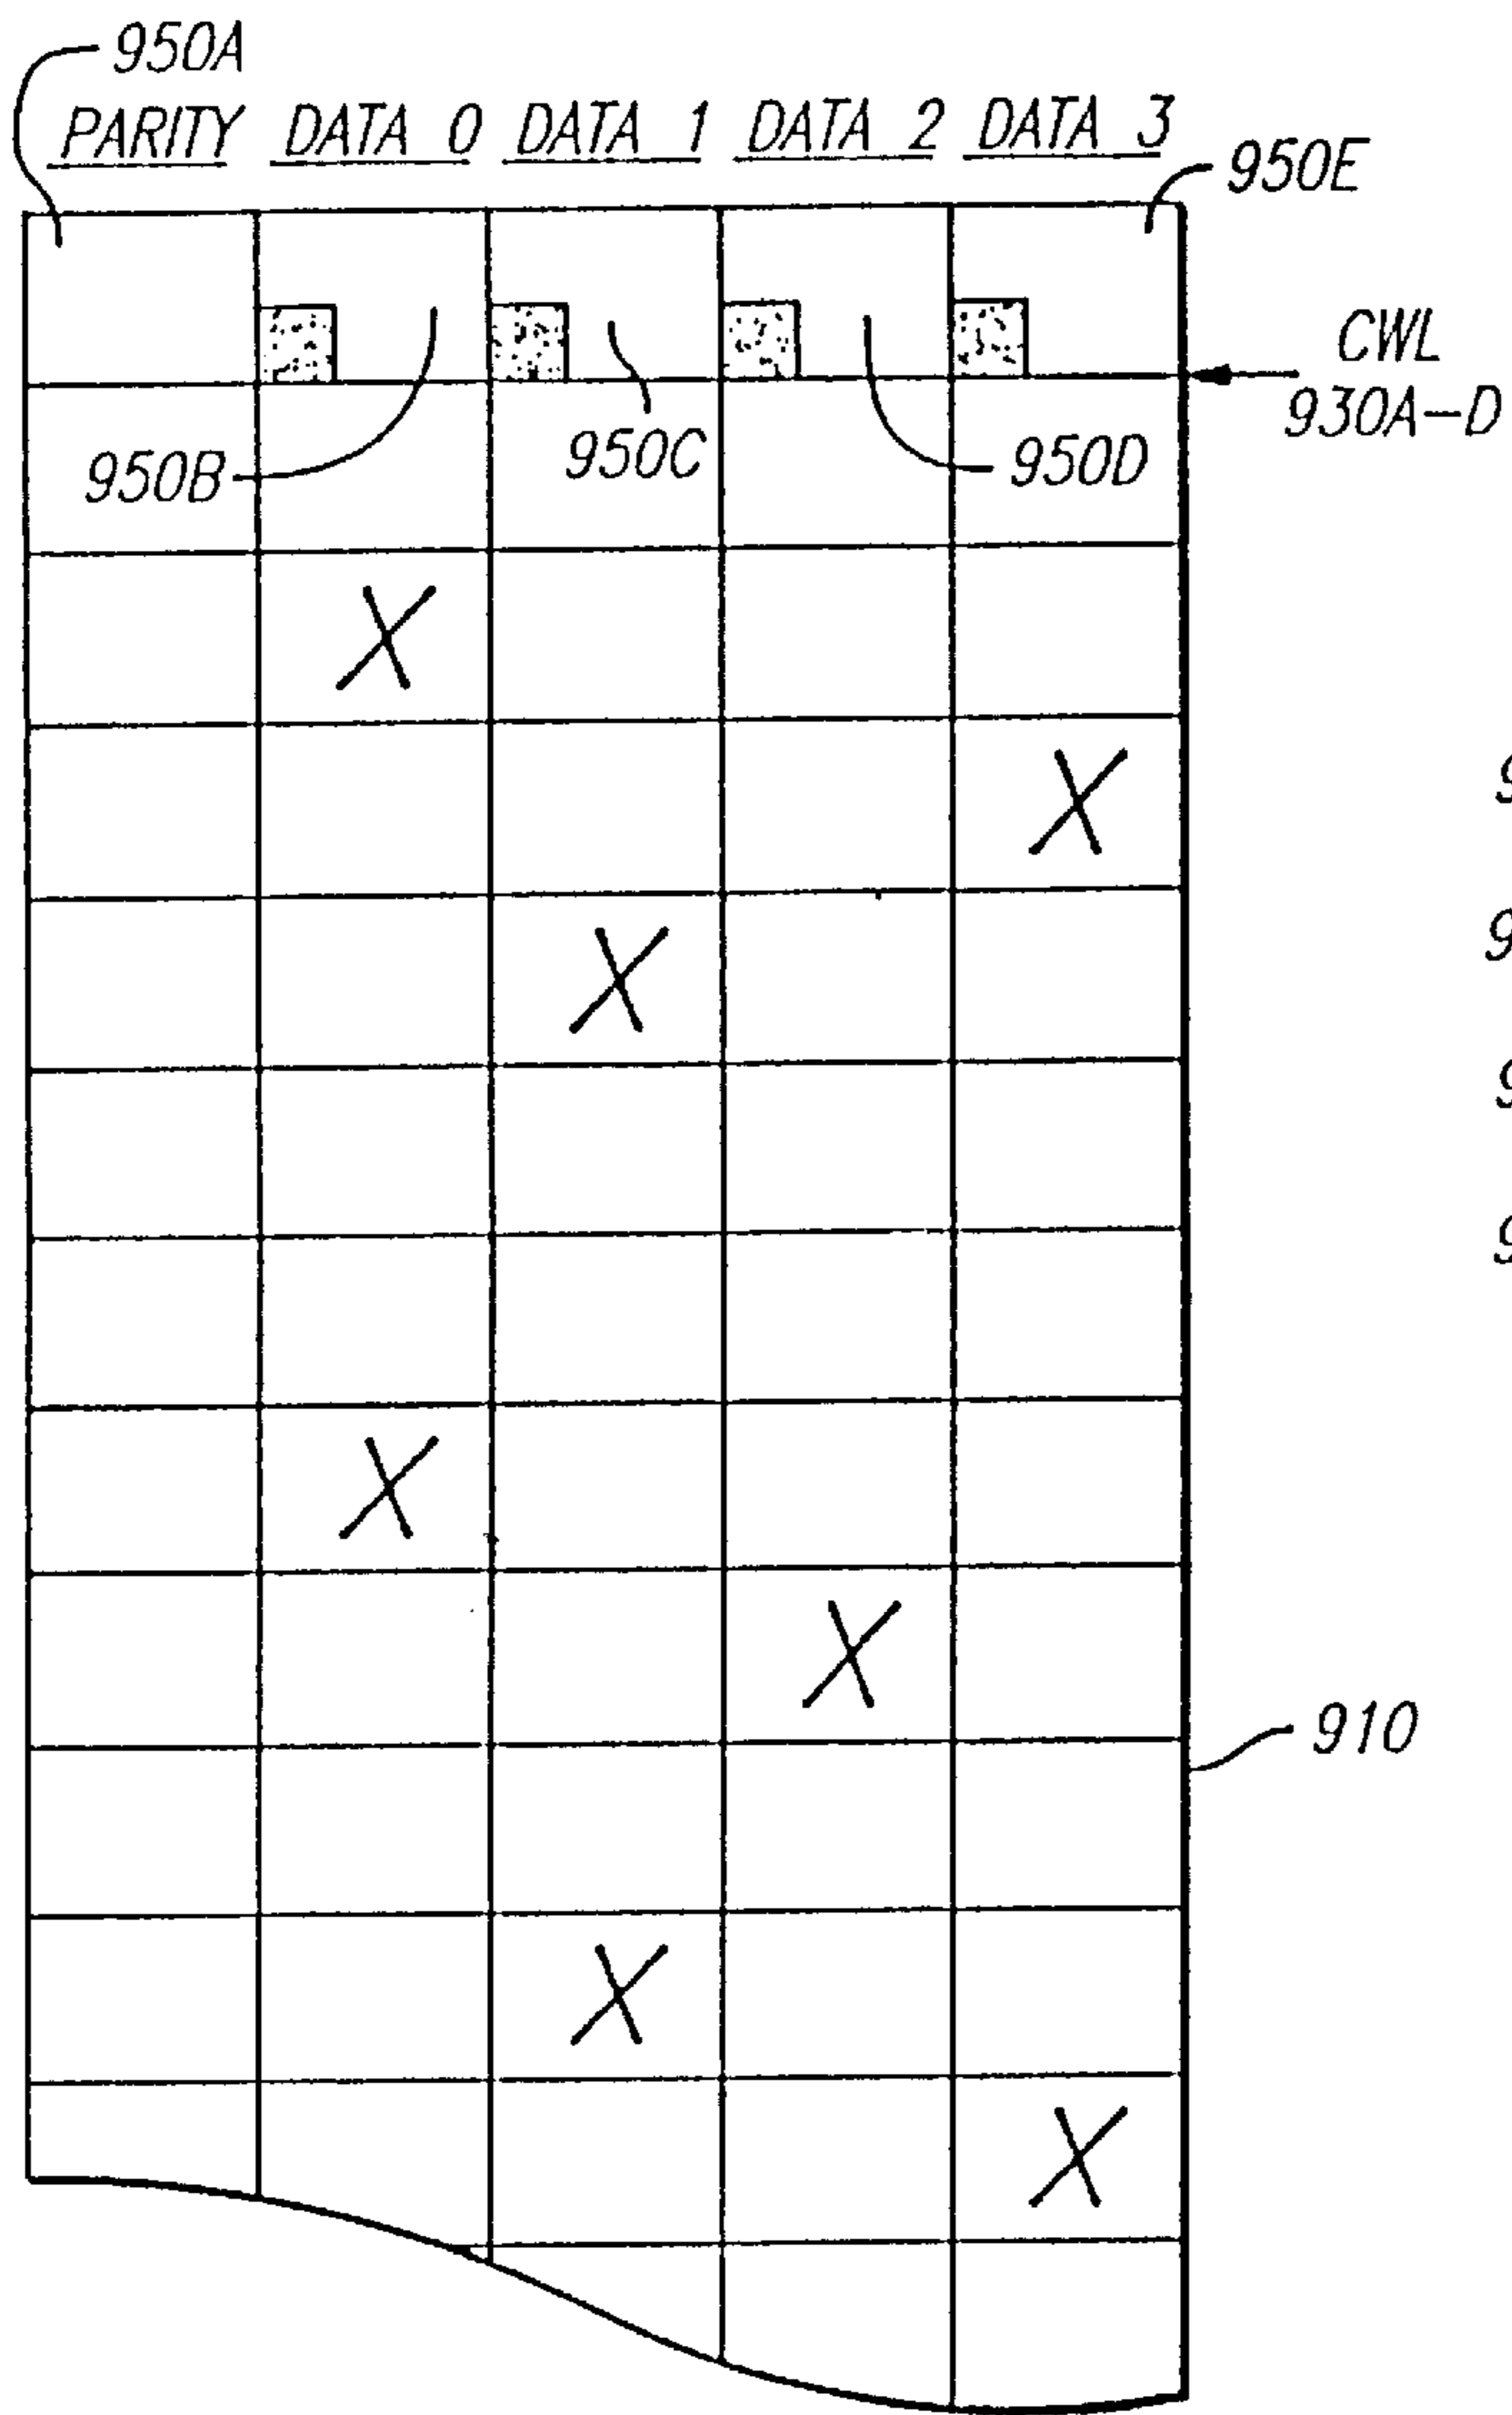 950A
PARITY DATA 0 DATA 1 DATA 2 DATA 3
950E
CWL
930A-D
950B
950C
950D
X
X
X
X
X
910
X
X